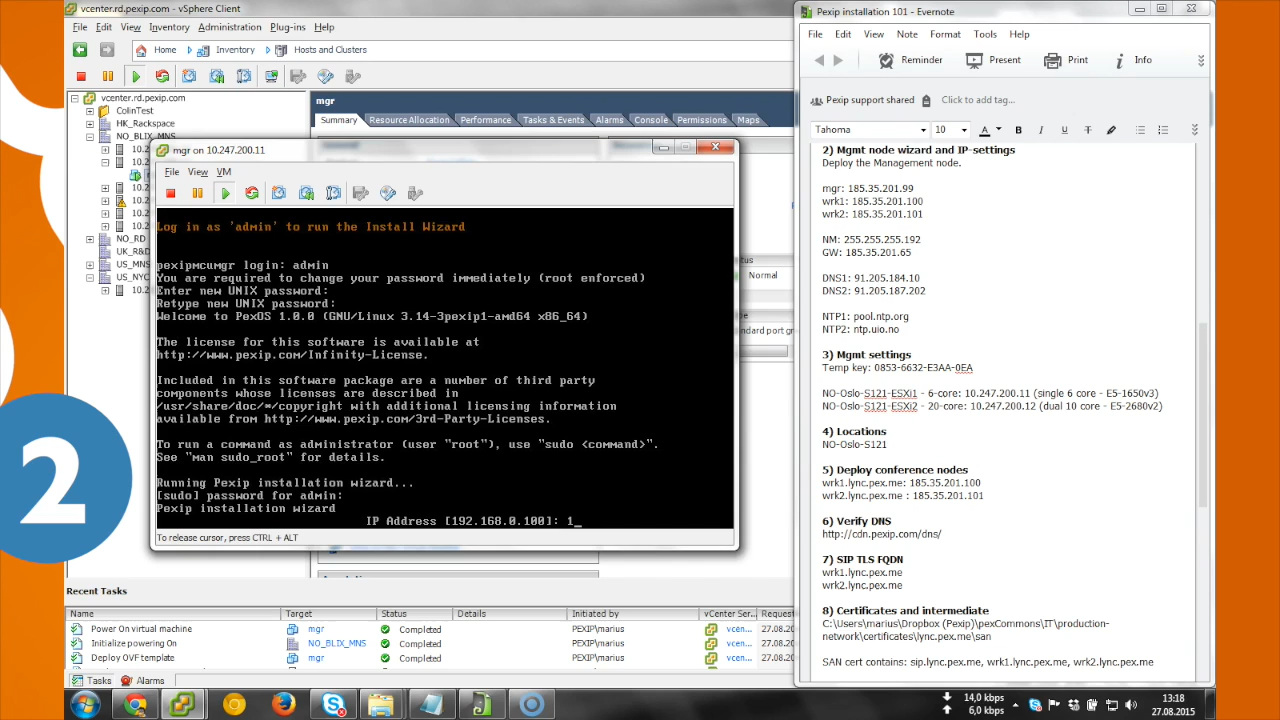 vcenter.rd.pexip.com - vSphere Client
File Edit View Inventory Administration Plug-ins Help
Home Inventory Hosts and Clusters
vcenter.rd.pexip.com
ColinTest
HK_Rackspace
NO_BLIX_MNS
NO_RD
UK_R&D
US_MNS
US_NYC
mgr
Summary Resource Allocation Performance Tasks & Events Alarms Console Permissions Maps
Normal
mgr on 10.247.200.11
File View VM
Log in as 'admin' to run the Install Wizard
pexipmcumgr login: admin
You are required to change your password immediately (root enforced)
Enter new UNIX password:
Retype new UNIX password:
Welcome to PexOS 1.0.0 (GNU/Linux 3.14-3pexip1-amd64 x86_64)
The license for this software is available at
http://www.pexip.com/Infinity-License.
Included in this software package are a number of third party
components whose licenses are described in
/usr/share/doc/*/copyright with additional licensing information
available from http://www.pexip.com/3rd-Party-Licenses.
To run a command as administrator (user "root"), use "sudo <command>".
See "man sudo_root" for details.
Running Pexip installation wizard...
[sudo] password for admin:
Pexip installation wizard
IP Address [192.168.0.100]: 1_
To release cursor, press CTRL + ALT
Recent Tasks
Name Target Status Details Initiated by vCenter Ser... Request
Power On virtual machine mgr Completed PEXIP\marius vcen...  27.08.20
Initialize powering On NO_BLIX_MNS Completed PEXIP\marius vcen... 27.08.20
Deploy OVF template mgr Completed PEXIP\marius vcen... 27.08.20
Tasks Alarms
Pexip installation 101 - Evernote
File Edit View Note Format Tools Help
Reminder Present Print Info
Pexip support shared Click to add tag...
Tahoma 10 A B I U T
2) Mgmt node wizard and IP-settings
Deploy the Management node.
mgr: 185.35.201.99
wrk1: 185.35.201.100
wrk2: 185.35.201.101
NM: 255.255.255.192
GW: 185.35.201.65
DNS1: 91.205.184.10
DNS2: 91.205.187.202
NTP1: pool.ntp.org
NTP2: ntp.uio.no
3) Mgmt settings
Temp key: 0853-6632-E3AA-0EA
NO-Oslo-S121-ESXi1 - 6-core: 10.247.200.11 (single 6 core - E5-1650v3)
NO-Oslo-S121-ESXi2 - 20-core: 10.247.200.12 (dual 10 core - E5-2680v2)
4) Locations
NO-Oslo-S121
5) Deploy conference nodes
wrk1.lync.pex.me: 185.35.201.100
wrk2.lync.pex.me : 185.35.201.101
6) Verify DNS
http://cdn.pexip.com/dns/
7) SIP TLS FQDN
wrk1.lync.pex.me
wrk2.lync.pex.me
8) Certificates and intermediate
C:\Users\marius\Dropbox (Pexip)\pexCommons\IT\production-
network\certificates\lync.pex.me\san
SAN cert contains: sip.lync.pex.me, wrk1.lync.pex.me, wrk2.lync.pex.me
14,0 kbps
6,0 kbps
13:18
27.08.2015
2